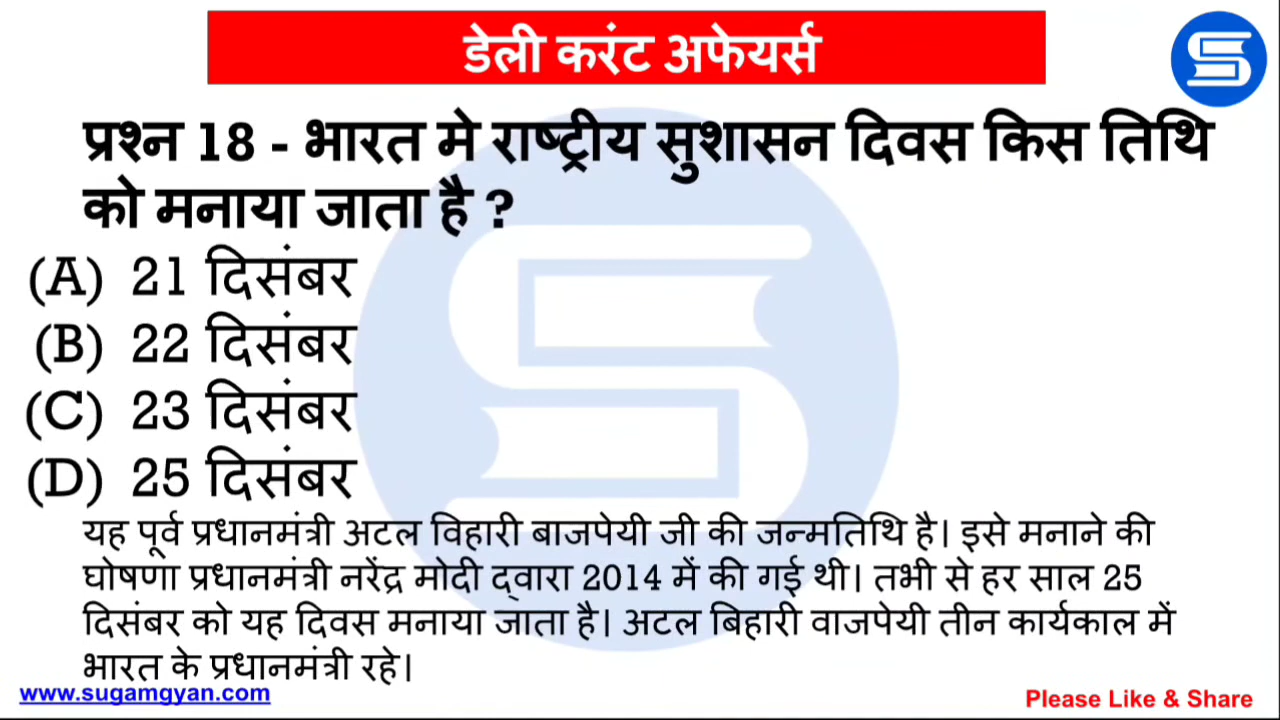 डेली करंट अफेयर्स
प्रश्न 18 - भारत मे राष्ट्रीय सुशासन दिवस किस तिथि
को मनाया जाता है ?
(A) 21 दिसंबर
(B) 22 दिसंबर
(C) 23 दिसंबर
(D) 25 दिसंबर
यह पूर्व प्रधानमंत्री अटल विहारी बाजपेयी जी की जन्मतिथि है। इसे मनाने की
घोषणा प्रधानमंत्री नरेंद्र मोदी द्वारा 2014 में की गई थी। तभी से हर साल 25
दिसंबर को यह दिवस मनाया जाता है। अटल बिहारी वाजपेयी तीन कार्यकाल में
भारत के प्रधानमंत्री रहे।
www.sugamgyan.com
Please Like & Share